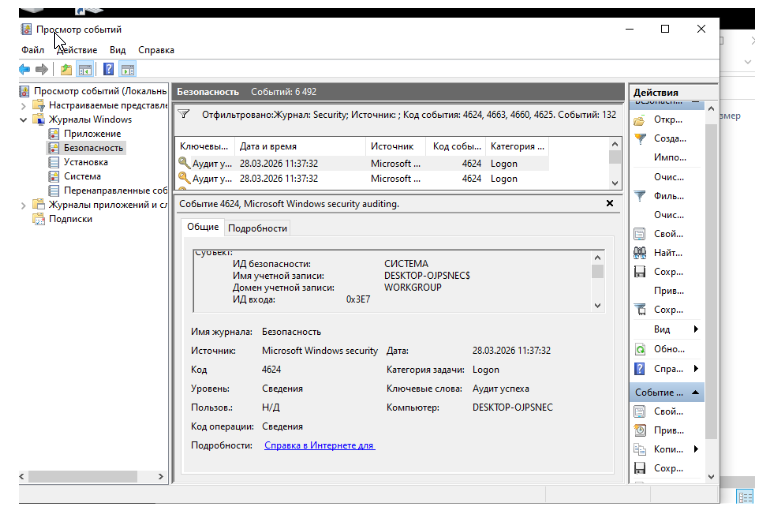 Просмотр событий
Файл Действие Вид Справка
Просмотр событий (Локальнь
Настраиваемые представле
Журналы Windows
Приложение
Безопасность
Установка
Система
Перенаправленные соб
Журналы приложений и сл
Подписки
Безопасность Событий: 6 492
Отфильтровано:Журнал: Security; Источник: ; Код события: 4624, 4663, 4660, 4625. Событий: 132
Ключевы... Дата и время Источник Код собы... Категория ...
Аудит у... 28.03.2026 11:37:32 Microsoft ... 4624 Logon
Аудит у... 28.03.2026 11:37:32 Microsoft ... 4624 Logon
Событие 4624, Microsoft Windows security auditing.
Общие Подробности
Субъект:
ИД безопасности: СИСТЕМА
Имя учетной записи: DESKTOP-OJPSNEC$
Домен учетной записи: WORKGROUP
ИД входа: 0x3E7
Имя журнала: Безопасность
Источник: Microsoft Windows security Дата: 28.03.2026 11:37:32
Код 4624 Категория задачи: Logon
Уровень: Сведения Ключевые слова: Аудит успеха
Пользов.: Н/Д Компьютер: DESKTOP-OJPSNEC
Код операции: Сведения
Подробности: Справка в Интернете для
Действия
Безопасн...
Откр...
Созда...
Импо...
Очис...
Филь...
Очис...
Свой...
Найт...
Сохр...
Прив...
Сохр...
Вид
Обно...
Спра...
Событие ...
Свой...
Прив...
Копи...
Сохр...
змер